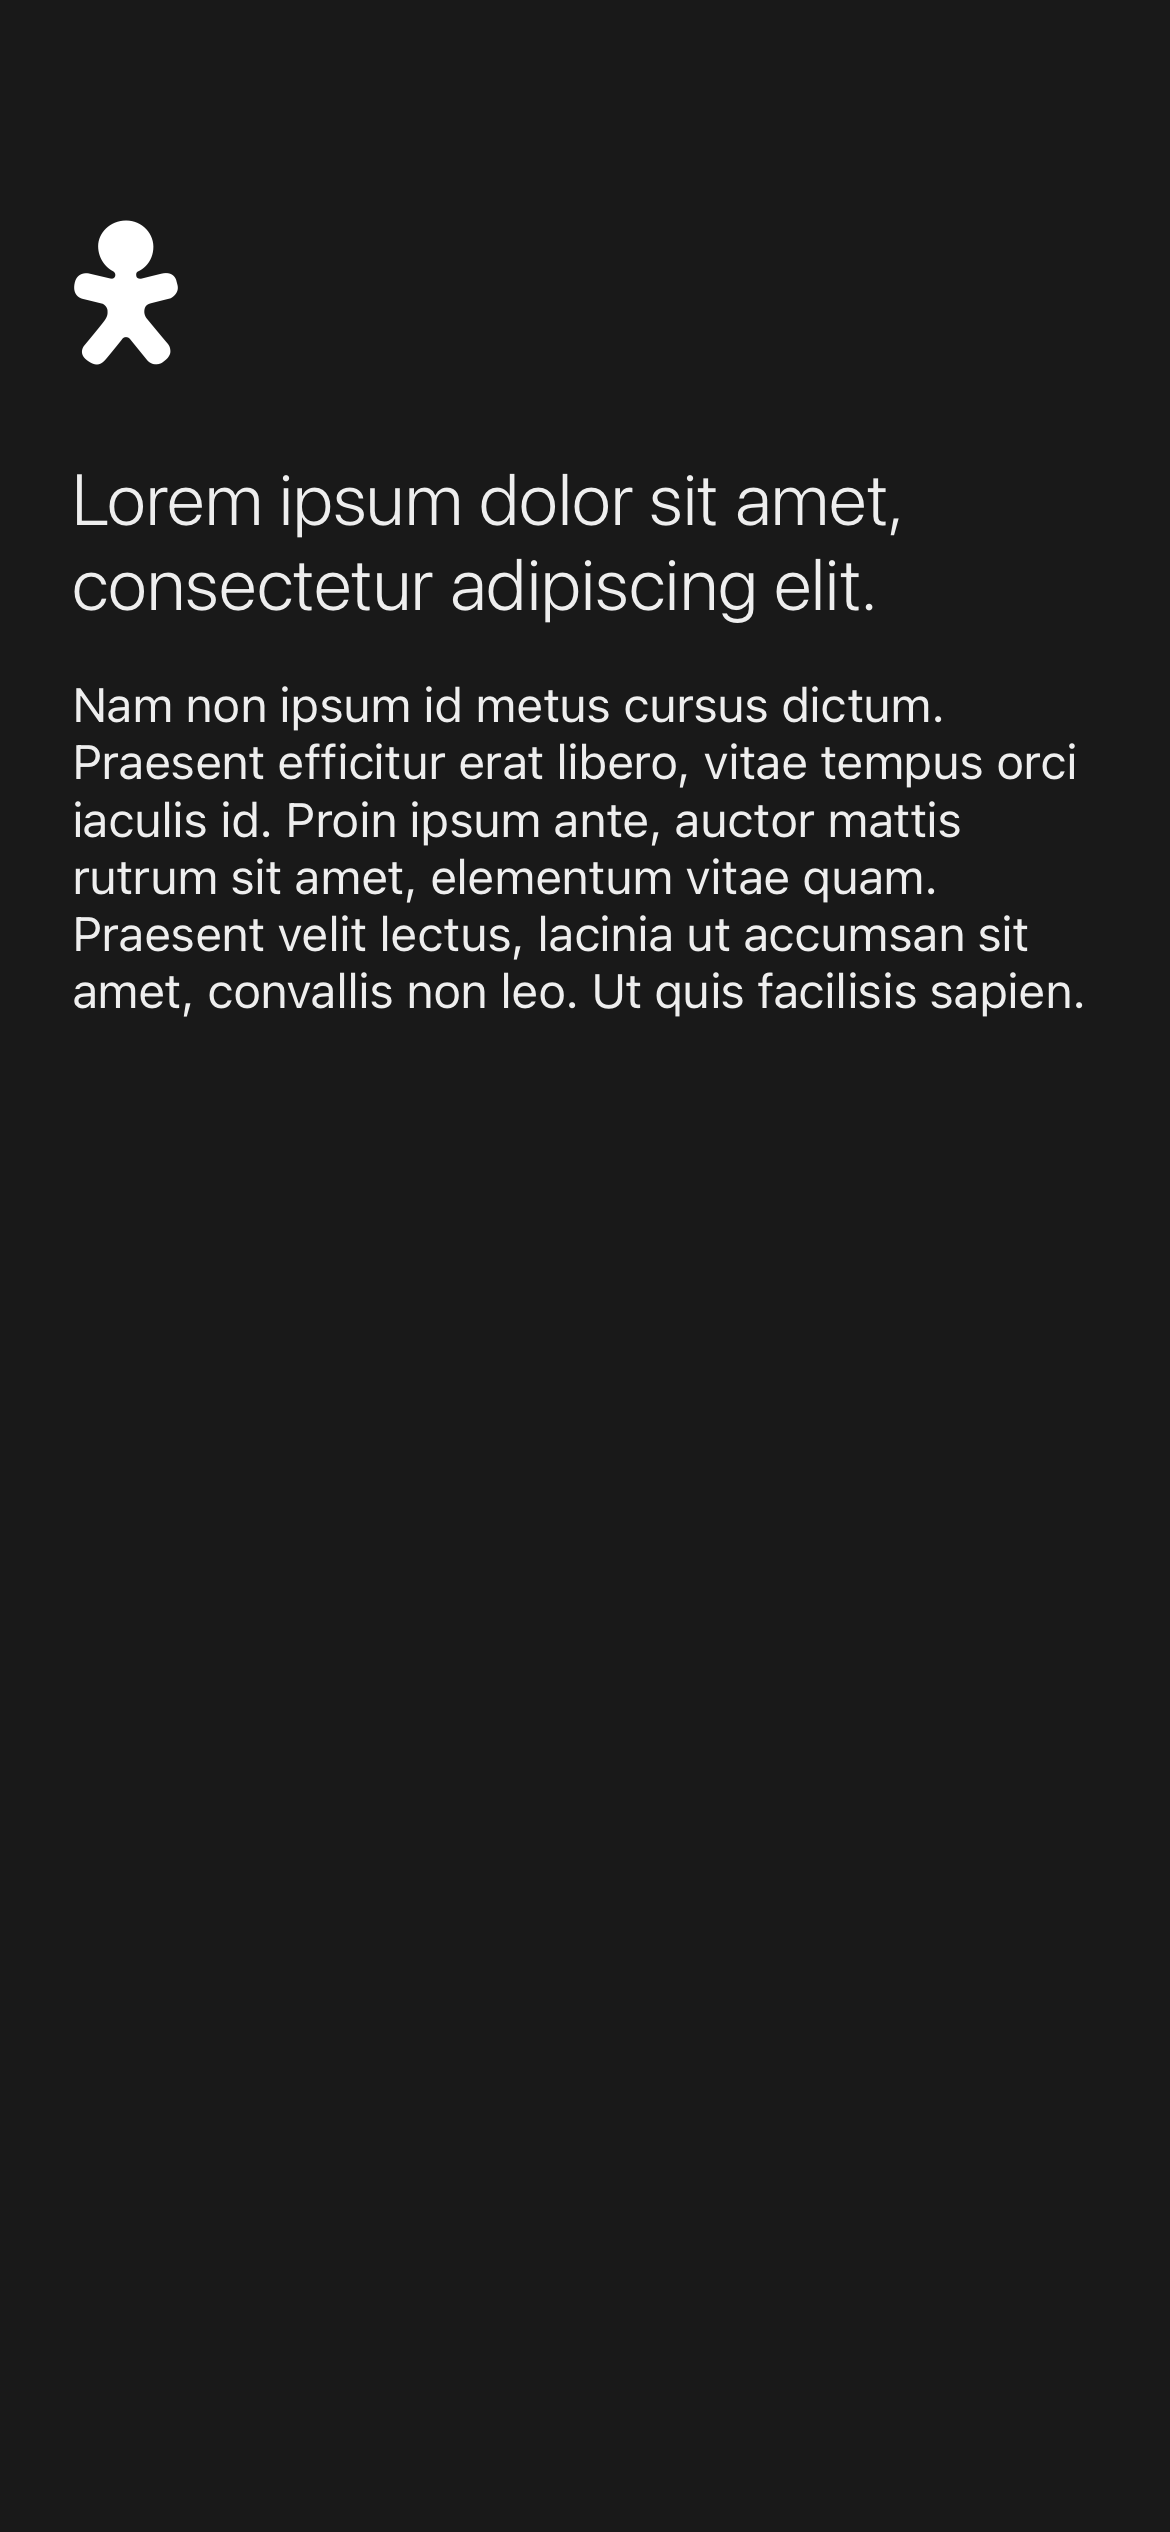 Lorem ipsum dolor sit amet,
consectetur adipiscing elit.
Nam non ipsum id metus cursus dictum.
Praesent efficitur erat libero, vitae tempus orci
iaculis id. Proin ipsum ante, auctor mattis
rutrum sit amet, elementum vitae quam.
Praesent velit lectus, lacinia ut accumsan sit
amet, convallis non leo. Ut quis facilisis sapien.